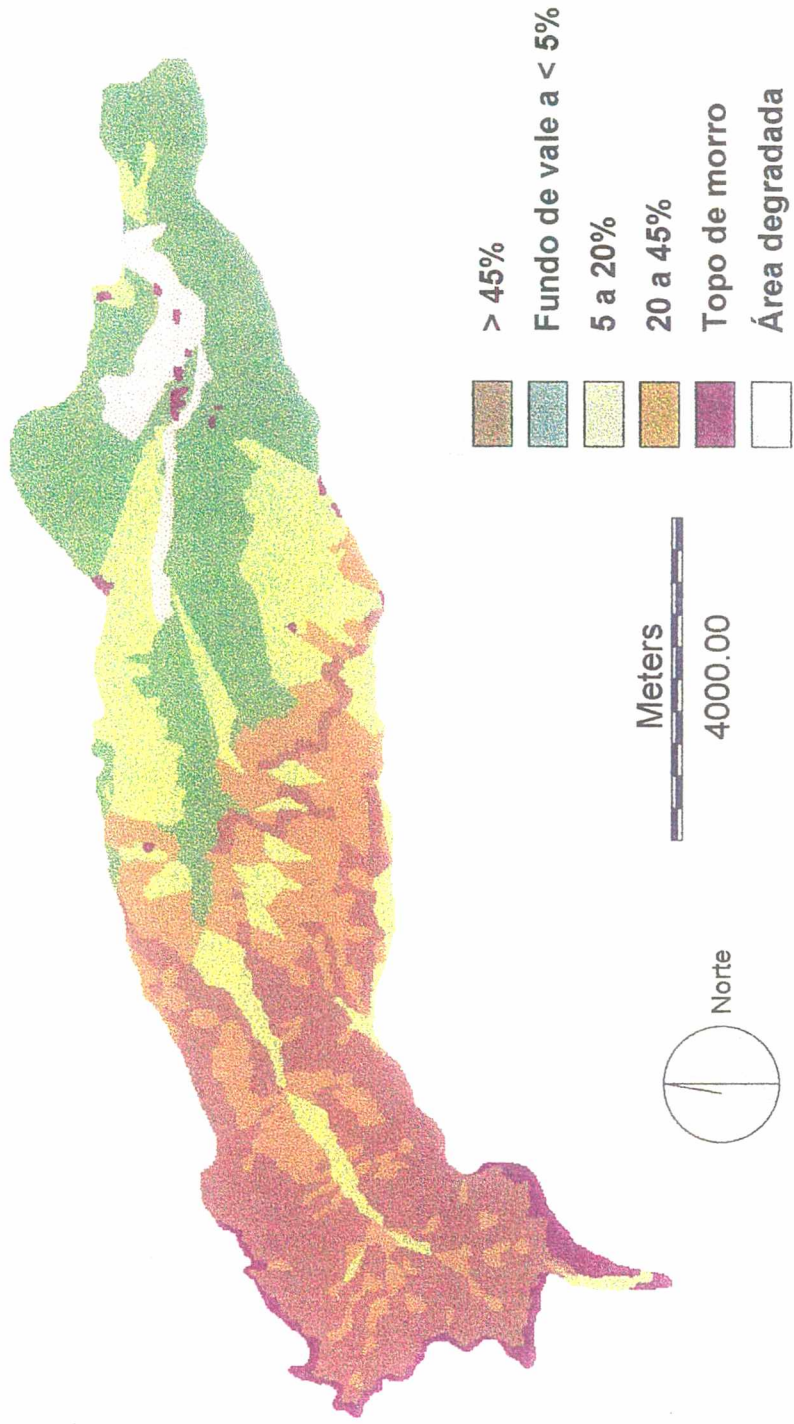 > 45%
Fundo de vale a < 5%
5 a 20%
20 a 45%
Topo de morro
Área degradada
Meters
4000.00
Norte